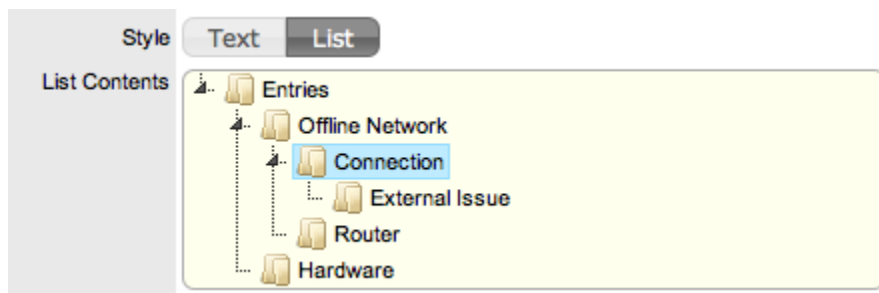 Style Text List
List Contents
Entries
Offline Network
Connection
External Issue
Router
Hardware